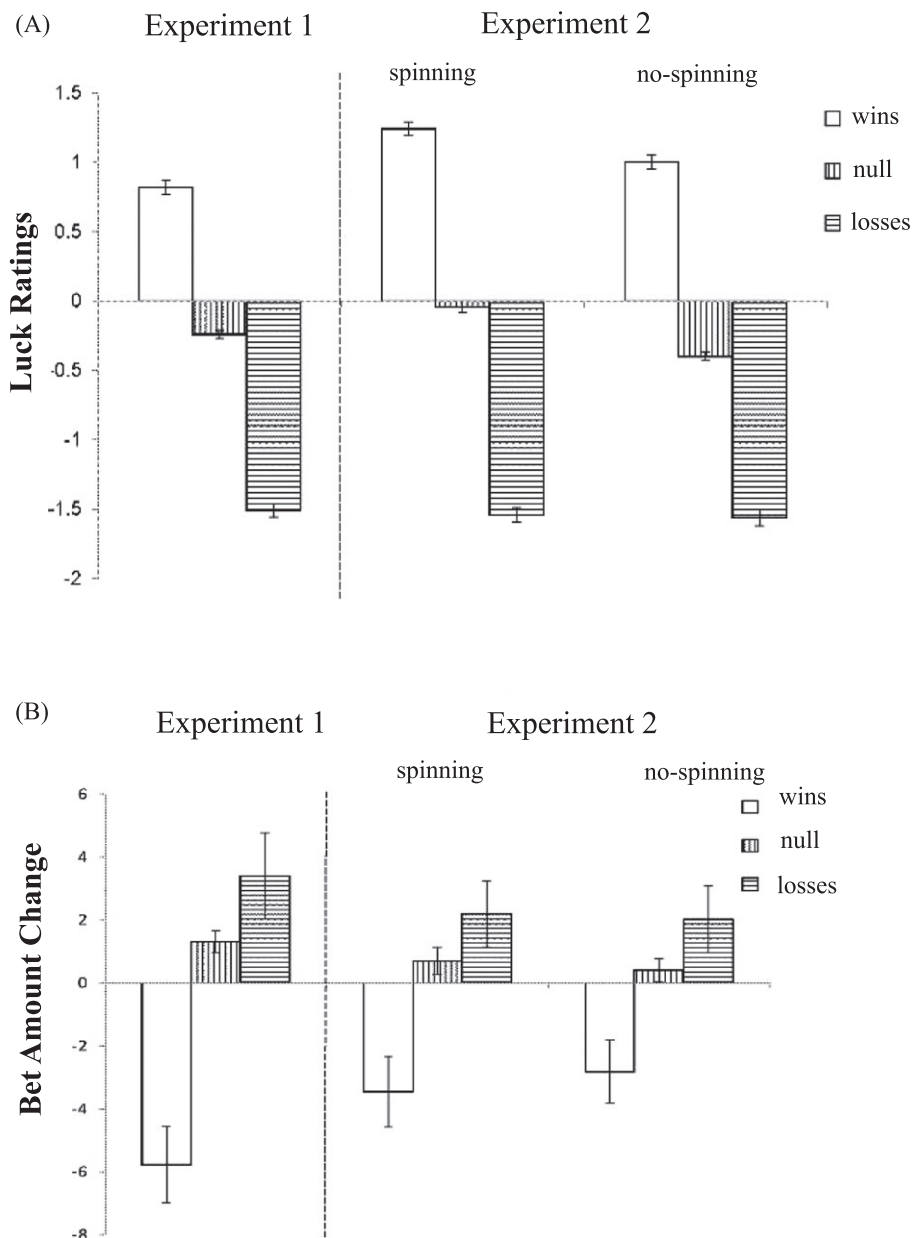 (A)
Experiment 1 Experiment 2
spinning no-spinning
wins
null
losses
Luck Ratings
1.5
1
0.5
0
-0.5
-1
-1.5
-2
(B)
Experiment 1 Experiment 2
spinning no-spinning
wins
null
losses
Bet Amount Change
6
4
2
0
-2
-4
-6
-8